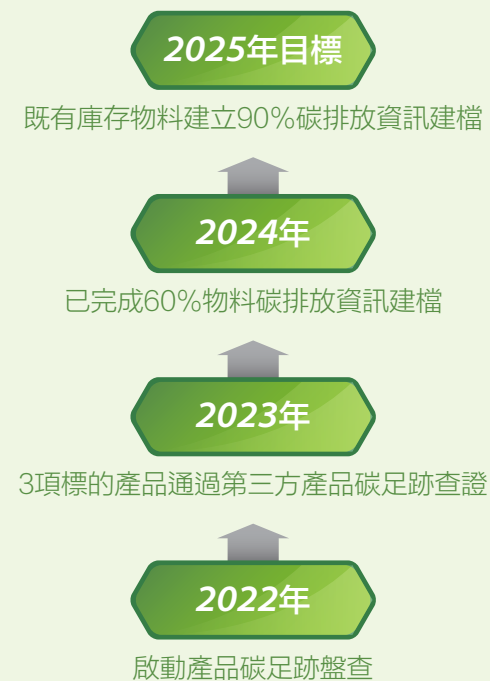 2025年目標
既有庫存物料建立90%碳排放資訊建檔
2024年
已完成60%物料碳排放資訊建檔
2023年
3項標的產品通過第三方產品碳足跡查證
2022年
啟動產品碳足跡盤查